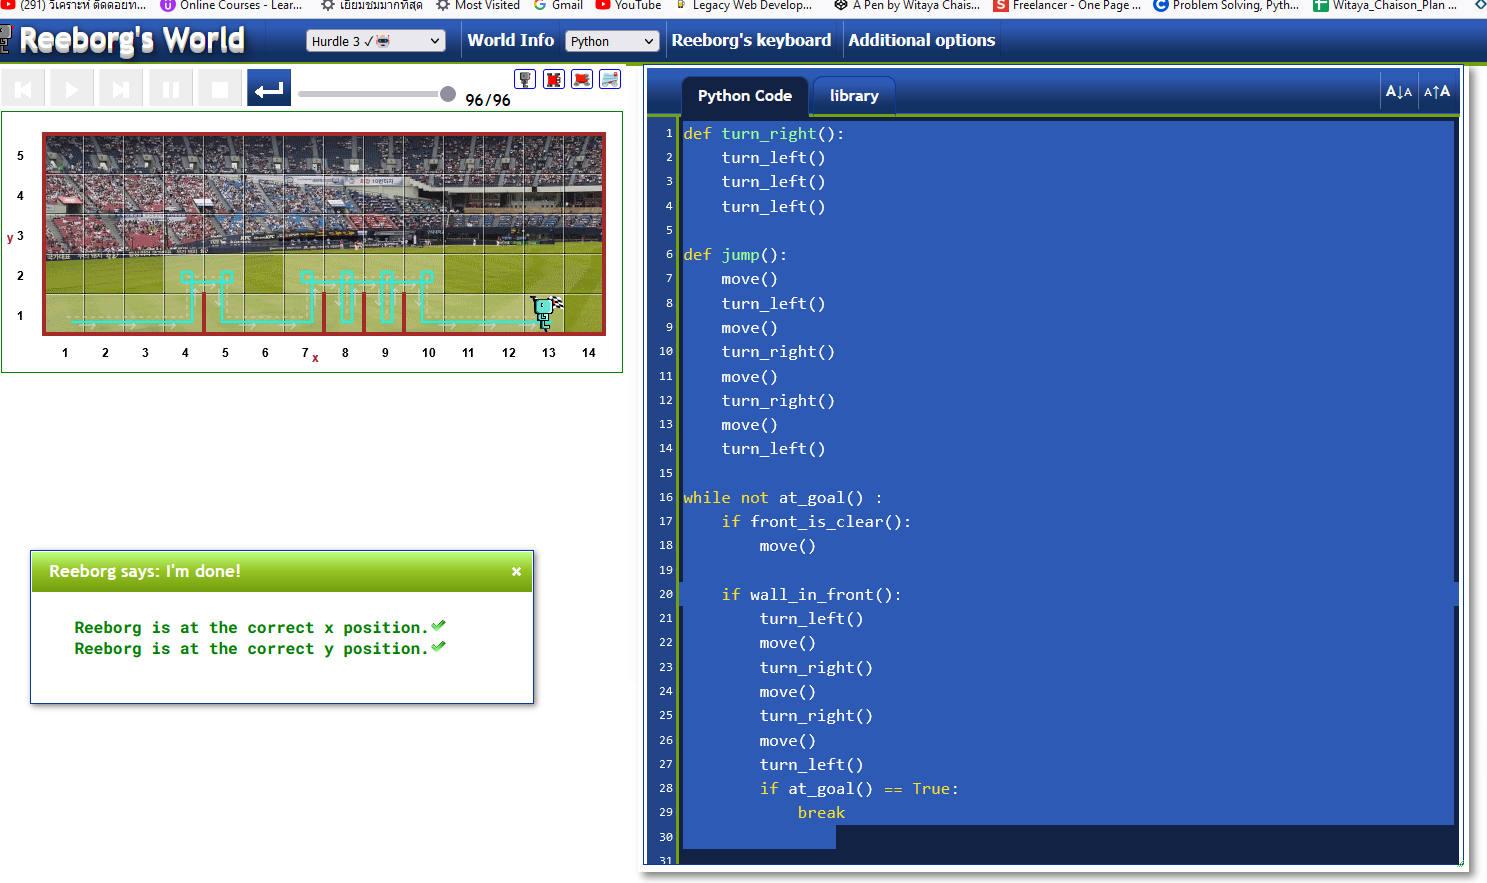 (291) วิเคราะห์ ติดดอยท... Online Courses - Lear... เยี่ยมชมมากที่สุด Most Visited Gmail YouTube Legacy Web Develop... A Pen by Witaya Chais... Freelancer - One Page ... Problem Solving, Pyth... Witaya_Chaison_Plan ...
Reeborg's World Hurdle 3 ✓ World Info Python Reeborg's keyboard Additional options
96/96
5
4
y 3
2
1
1 2 3 4 5 6 7 x 8 9 10 11 12 13 14
Reeborg says: I'm done! ×
Reeborg is at the correct x position.
Reeborg is at the correct y position.
Python Code library A↓A A↑A
1 def turn_right():
2     turn_left()
3     turn_left()
4     turn_left()
5
6 def jump():
7     move()
8     turn_left()
9     move()
10     turn_right()
11     move()
12     turn_right()
13     move()
14     turn_left()
15
16 while not at_goal() :
17     if front_is_clear():
18         move()
19
20     if wall_in_front():
21         turn_left()
22         move()
23         turn_right()
24         move()
25         turn_right()
26         move()
27         turn_left()
28         if at_goal() == True:
29             break
30
31